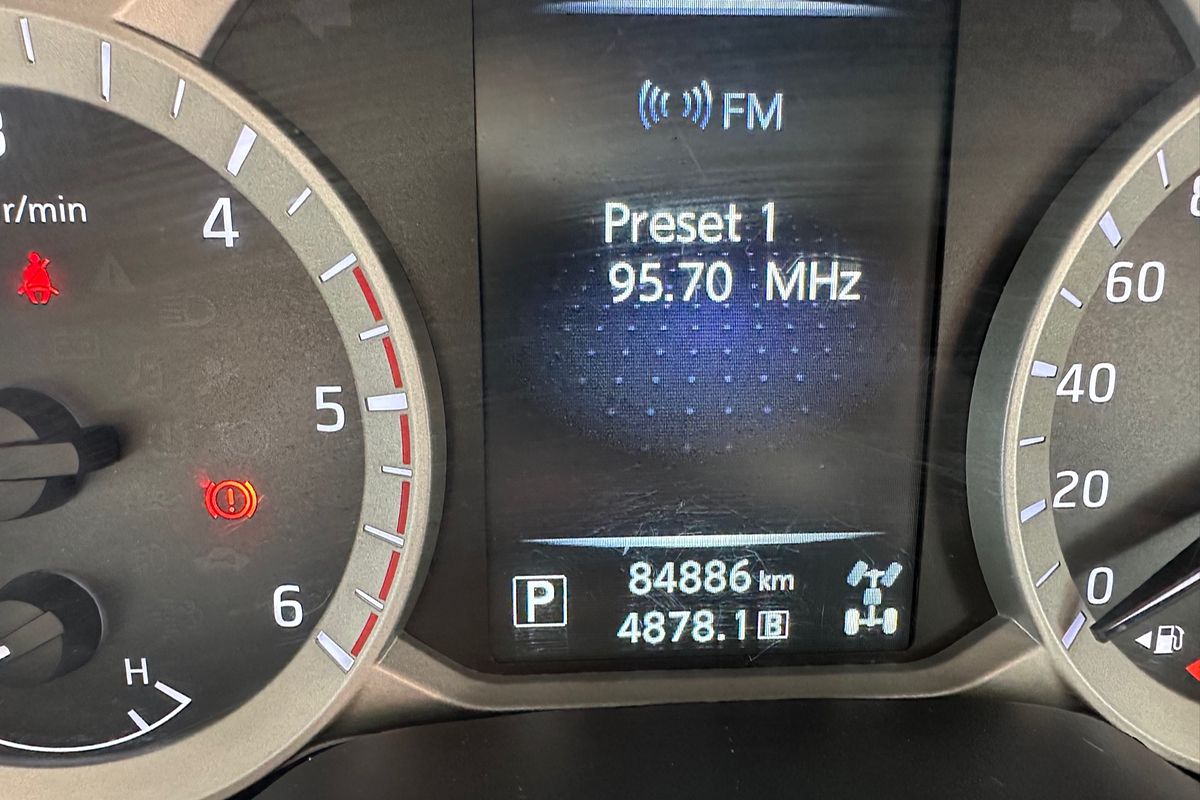 FM
Preset 1
95.70 MHz
P
84886 km
4878.1 B
r/min
4
5
6
H
60
40
20
0